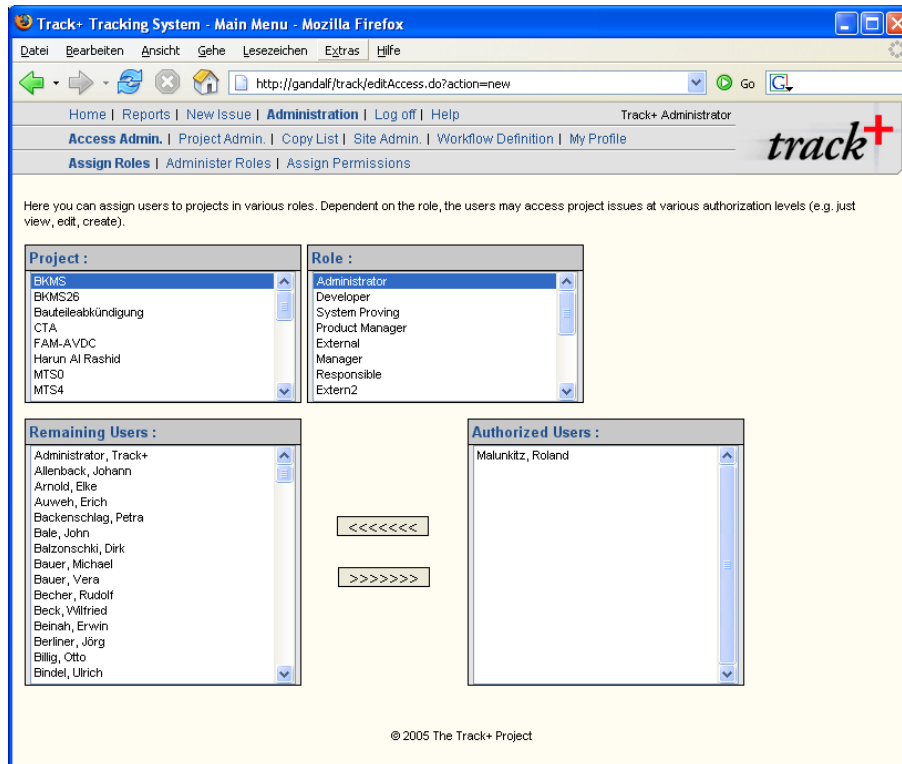 Track+ Tracking System - Main Menu - Mozilla Firefox
Datei Bearbeiten Ansicht Gehe Lesezeichen Extras Hilfe
http://gandalf/track/editAccess.do?action=new Go G
Home | Reports | New Issue | Administration | Log off | Help Track+ Administrator
Access Admin. | Project Admin. | Copy List | Site Admin. | Workflow Definition | My Profile
track+
Assign Roles | Administer Roles | Assign Permissions
Here you can assign users to projects in various roles. Dependent on the role, the users may access project issues at various authorization levels (e.g. just
view, edit, create).
Project :
BKMS
BKMS26
Bauteileabkündigung
CTA
FAM-AVDC
Harun Al Rashid
MTS0
MTS4
Role :
Administrator
Developer
System Proving
Product Manager
External
Manager
Responsible
Extern2
Remaining Users :
Administrator, Track+
Allenback, Johann
Arnold, Elke
Auweh, Erich
Backenschlag, Petra
Bale, John
Balzonschki, Dirk
Bauer, Michael
Bauer, Vera
Becher, Rudolf
Beck, Wilfried
Beinah, Erwin
Berliner, Jörg
Billig, Otto
Bindel, Ulrich
<<<<<<<
>>>>>>>
Authorized Users :
Malunkitz, Roland
© 2005 The Track+ Project